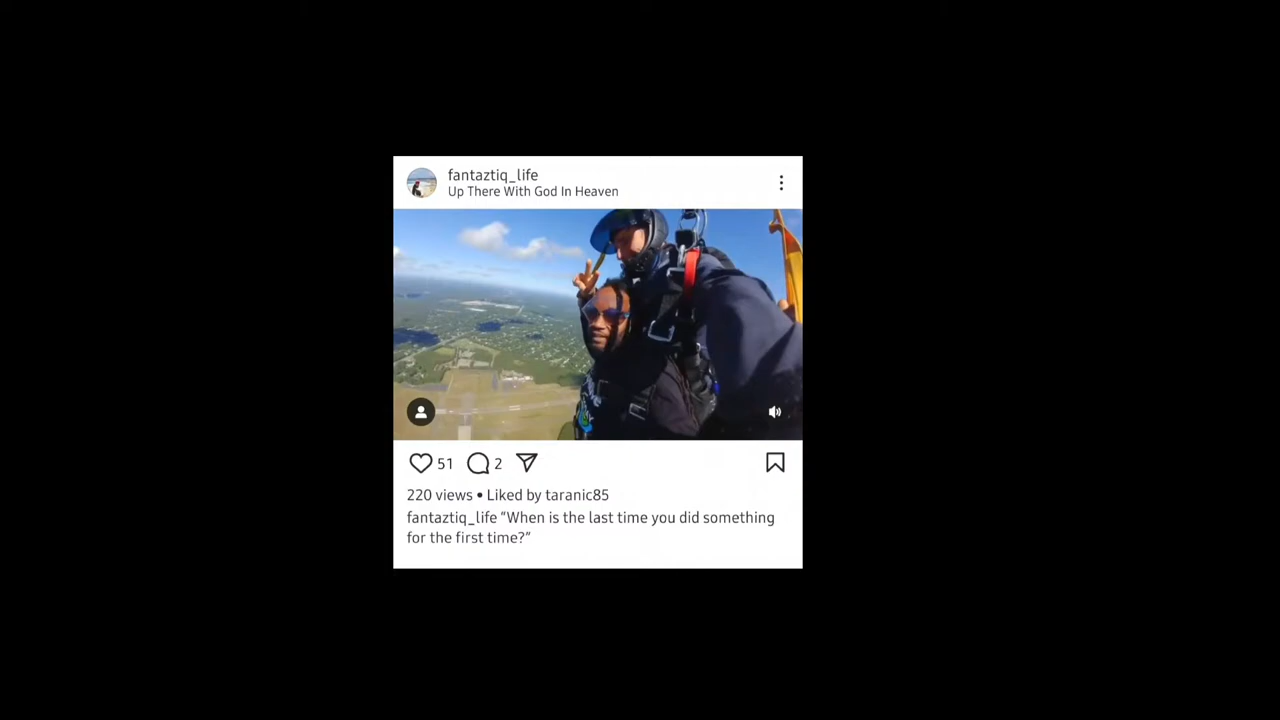 fantaztiq_life
Up There With God In Heaven
51 2
220 views • Liked by taranic85
fantaztiq_life "When is the last time you did something
for the first time?"